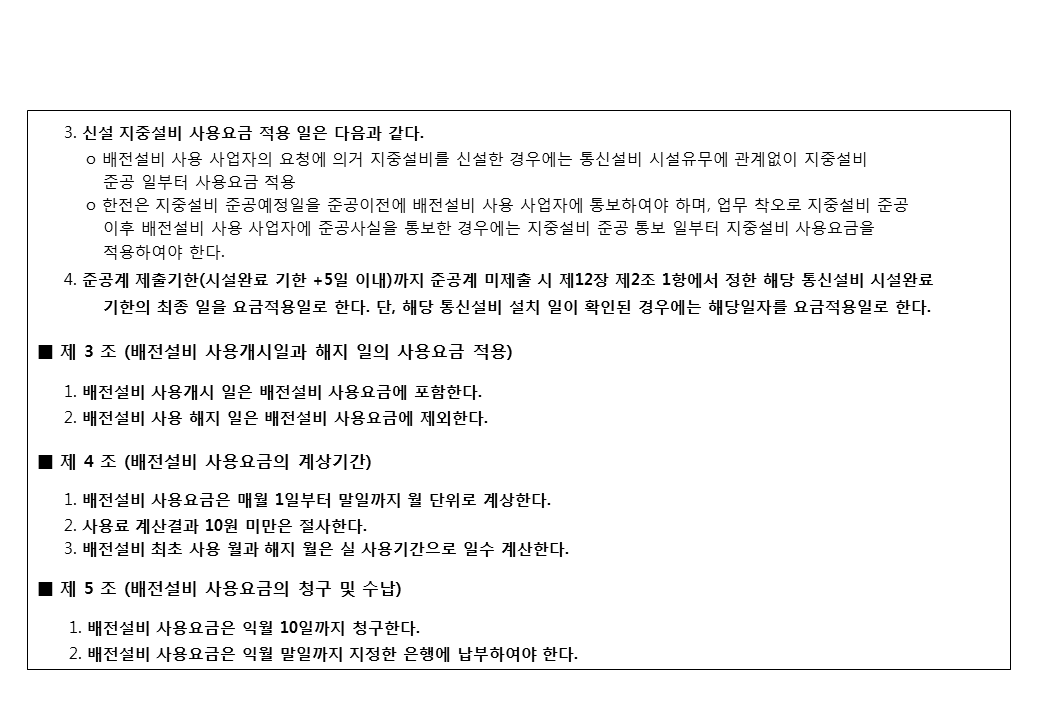 3. 신설 지중설비 사용요금 적용 일은 다음과 같다.
o 배전설비 사용 사업자의 요청에 의거 지중설비를 신설한 경우에는 통신설비 시설유무에 관계없이 지중설비
준공 일부터 사용요금 적용
o 한전은 지중설비 준공예정일을 준공이전에 배전설비 사용 사업자에 통보하여야 하며, 업무 착오로 지중설비 준공
이후 배전설비 사용 사업자에 준공사실을 통보한 경우에는 지중설비 준공 통보 일부터 지중설비 사용요금을
적용하여야 한다.
4. 준공계 제출기한(시설완료 기한 +5일 이내)까지 준공계 미제출 시 제12장 제2조 1항에서 정한 해당 통신설비 시설완료
기한의 최종 일을 요금적용일로 한다. 단, 해당 통신설비 설치 일이 확인된 경우에는 해당일자를 요금적용일로 한다.
■ 제 3 조 (배전설비 사용개시일과 해지 일의 사용요금 적용)
1. 배전설비 사용개시 일은 배전설비 사용요금에 포함한다.
2. 배전설비 사용 해지 일은 배전설비 사용요금에 제외한다.
■ 제 4 조 (배전설비 사용요금의 계상기간)
1. 배전설비 사용요금은 매월 1일부터 말일까지 월 단위로 계상한다.
2. 사용료 계산결과 10원 미만은 절사한다.
3. 배전설비 최초 사용 월과 해지 월은 실 사용기간으로 일수 계산한다.
■ 제 5 조 (배전설비 사용요금의 청구 및 수납)
1. 배전설비 사용요금은 익월 10일까지 청구한다.
2. 배전설비 사용요금은 익월 말일까지 지정한 은행에 납부하여야 한다.